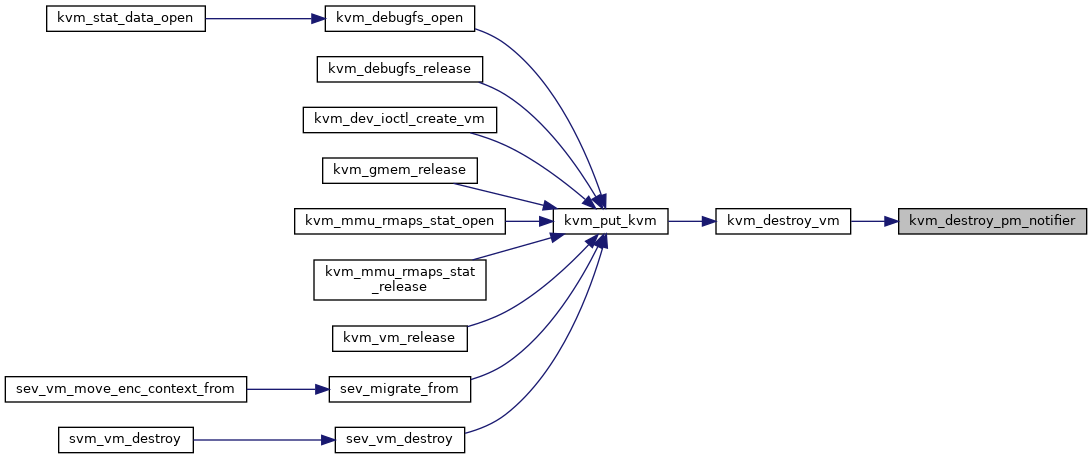 kvm_stat_data_open
kvm_debugfs_open
kvm_debugfs_release
kvm_dev_ioctl_create_vm
kvm_gmem_release
kvm_mmu_rmaps_stat_open
kvm_put_kvm
kvm_destroy_vm
kvm_destroy_pm_notifier
kvm_mmu_rmaps_stat
_release
kvm_vm_release
sev_vm_move_enc_context_from
sev_migrate_from
svm_vm_destroy
sev_vm_destroy